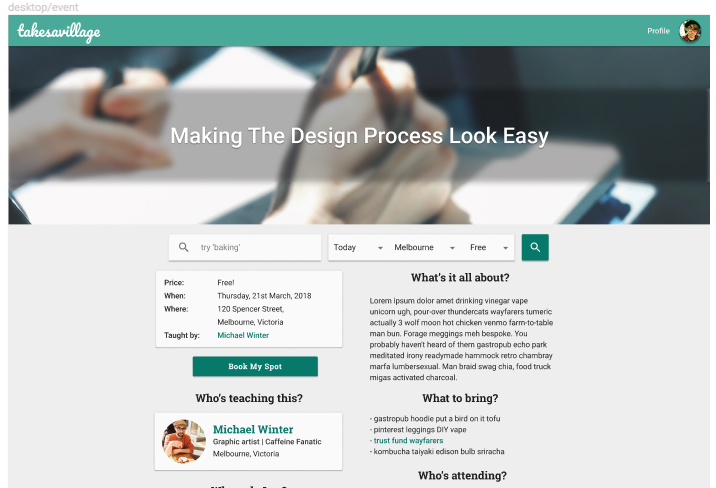 desktop/event
takesavillage
Profile
Making The Design Process Look Easy
try 'baking'
Today
Melbourne
Free
Price: Free!
When: Thursday, 21st March, 2018
Where: 120 Spencer Street,
Melbourne, Victoria
Taught by: Michael Winter
Book My Spot
Who's teaching this?
Michael Winter
Graphic artist | Caffeine Fanatic
Melbourne, Victoria
What's it all about?
Lorem ipsum dolor amet drinking vinegar vape
unicorn ugh, pour-over thundercats wayfarers tumeric
actually 3 wolf moon hot chicken venmo farm-to-table
man bun. Forage meggings meh bespoke. You
probably haven't heard of them gastropub echo park
meditated irony readymade hammock retro chambray
marfa lumbersexual. Man braid swag chia, food truck
migas activated charcoal.
What to bring?
- gastropub hoodie put a bird on it tofu
- pinterest leggings DIY vape
- trust fund wayfarers
- kombucha taiyaki edison bulb sriracha
Who's attending?